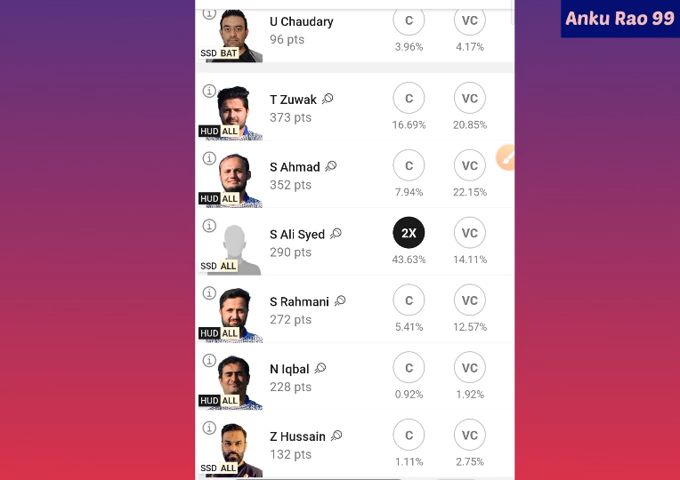 Anku Rao 99
U Chaudary
C
VC
96 pts
3.96%
4.17%
SSD BAT
T Zuwak
C
VC
373 pts
16.69%
20.85%
HUD ALL
S Ahmad
C
VC
352 pts
7.94%
22.15%
HUD ALL
S Ali Syed
2X
VC
290 pts
43.63%
14.11%
SSD ALL
S Rahmani
C
VC
272 pts
5.41%
12.57%
HUD ALL
N Iqbal
C
VC
228 pts
0.92%
1.92%
HUD ALL
Z Hussain
C
VC
132 pts
1.11%
2.75%
SSD ALL